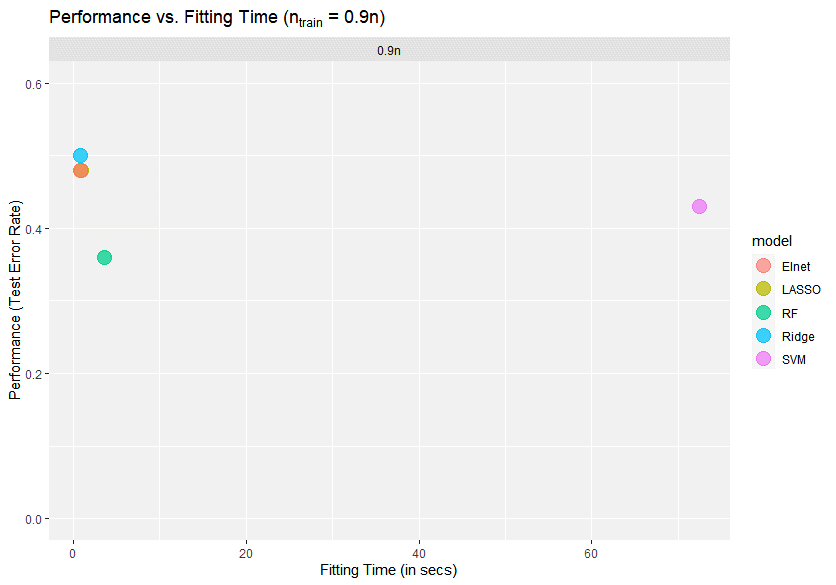 Performance vs. Fitting Time (n_train = 0.9n)
0.9n
0.6
0.4
0.2
0.0
Performance (Test Error Rate)
0 20 40 60
Fitting Time (in secs)
model
Elnet
LASSO
RF
Ridge
SVM